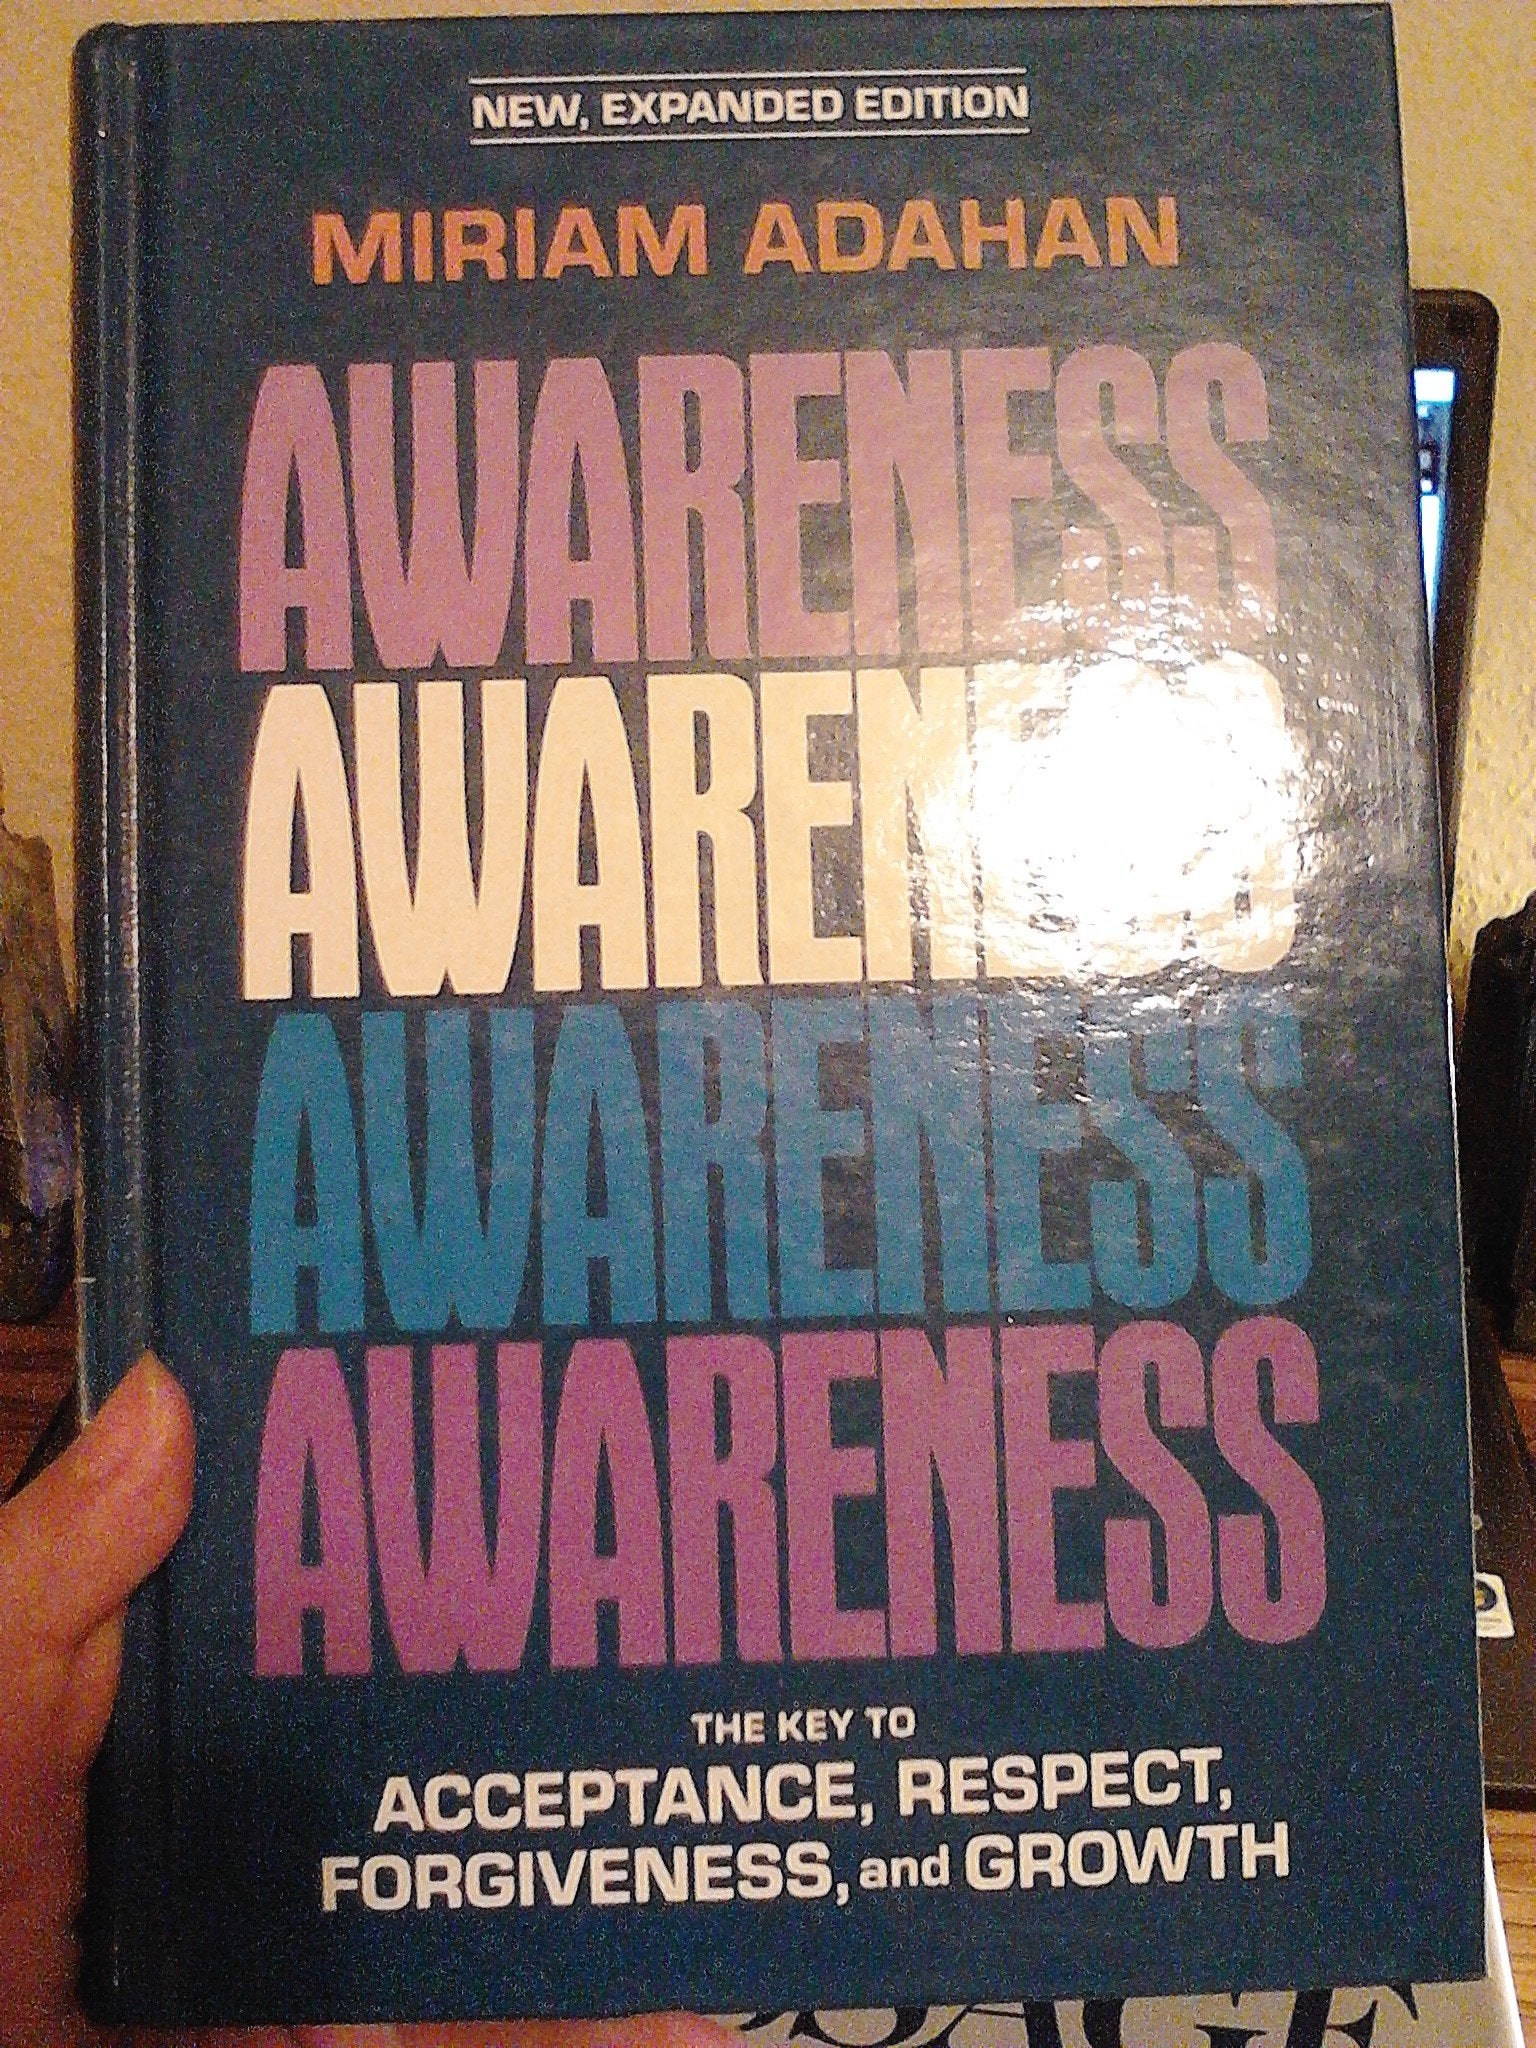 NEW, EXPANDED EDITION
MIRIAM ADAHAN
AWARENESS
AWARENESS
AWARENESS
AWARENESS
THE KEY TO
ACCEPTANCE, RESPECT,
FORGIVENESS, and GROWTH